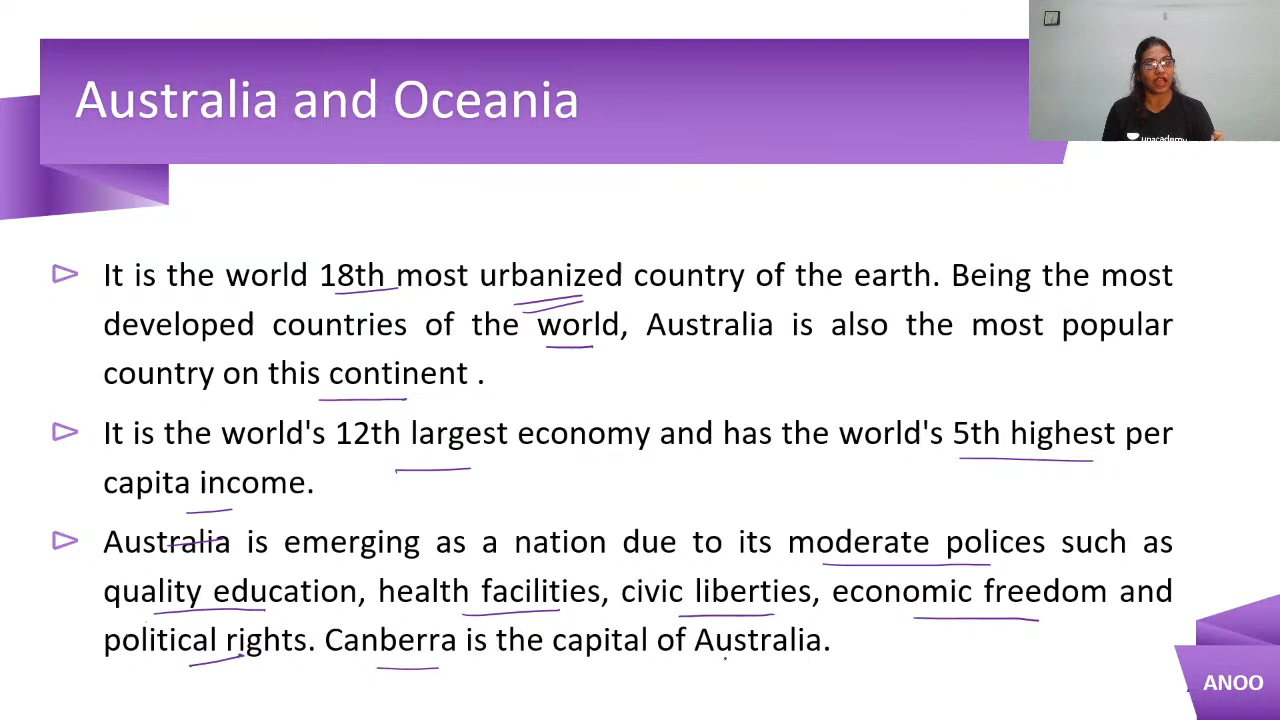 Australia and Oceania
unacademy
It is the world 18th most urbanized country of the earth. Being the most
developed countries of the world, Australia is also the most popular
country on this continent .
It is the world's 12th largest economy and has the world's 5th highest per
capita income.
Australia is emerging as a nation due to its moderate polices such as
quality education, health facilities, civic liberties, economic freedom and
political rights. Canberra is the capital of Australia.
ANOO